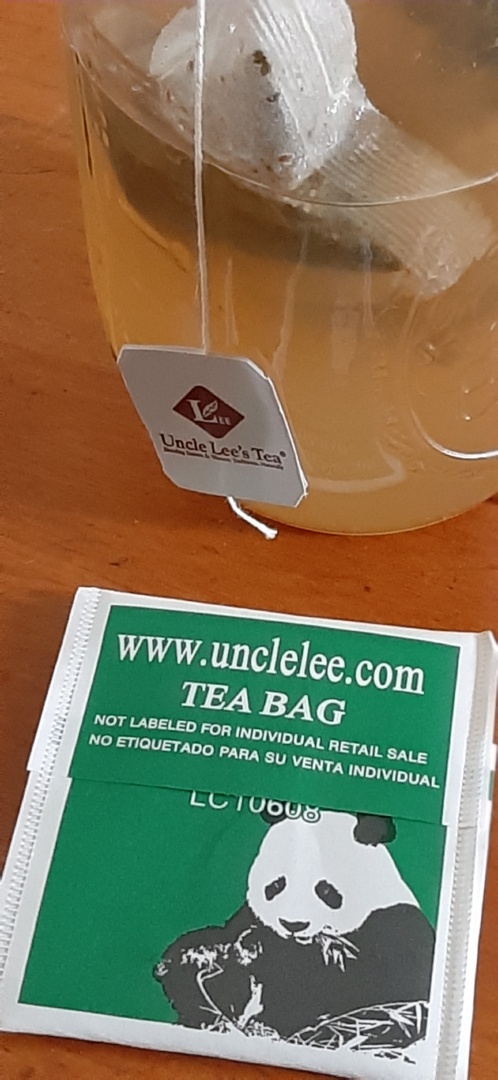 LEE
Uncle Lee's Tea®
www.unclelee.com
TEA BAG
NOT LABELED FOR INDIVIDUAL RETAIL SALE
NO ETIQUETADO PARA SU VENTA INDIVIDUAL
LC10608